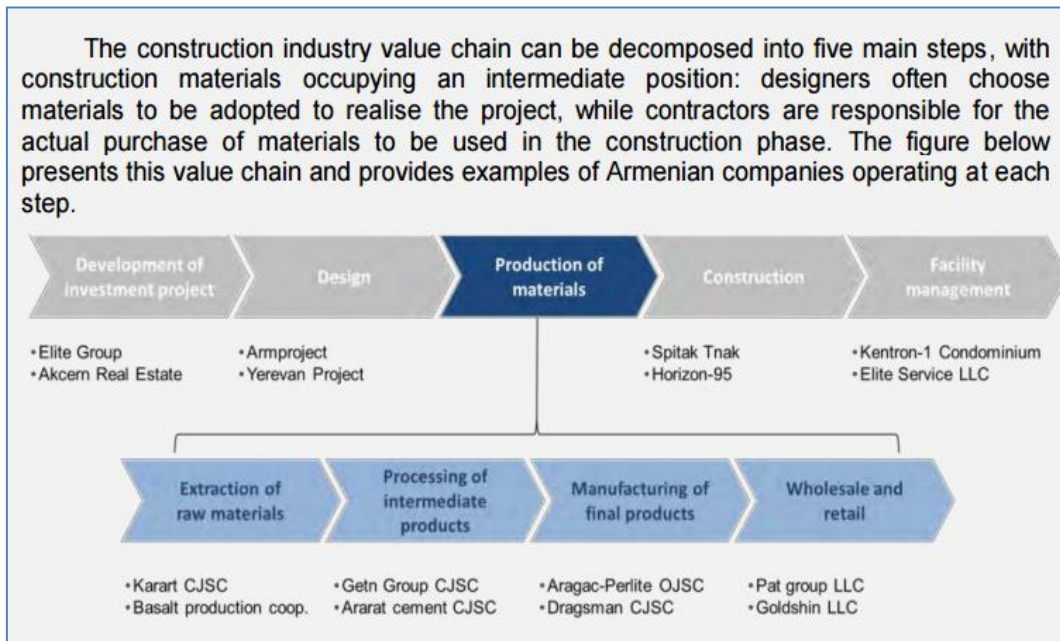 The construction industry value chain can be decomposed into five main steps, with
construction materials occupying an intermediate position: designers often choose
materials to be adopted to realise the project, while contractors are responsible for the
actual purchase of materials to be used in the construction phase. The figure below
presents this value chain and provides examples of Armenian companies operating at each
step.
Development of
investment project
Design
Production of
materials
Construction
Facility
management
•Elite Group
•Akcern Real Estate
•Armproject
•Yerevan Project
•Spitak Tnak
•Horizon-95
•Kentron-1 Condominium
•Elite Service LLC
Extraction of
raw materials
Processing of
intermediate
products
Manufacturing of
final products
Wholesale and
retail
•Karart CJSC
•Basalt production coop.
•Getn Group CJSC
•Ararat cement CJSC
•Aragac-Perlite OJSC
•Dragsman CJSC
•Pat group LLC
•Goldshin LLC